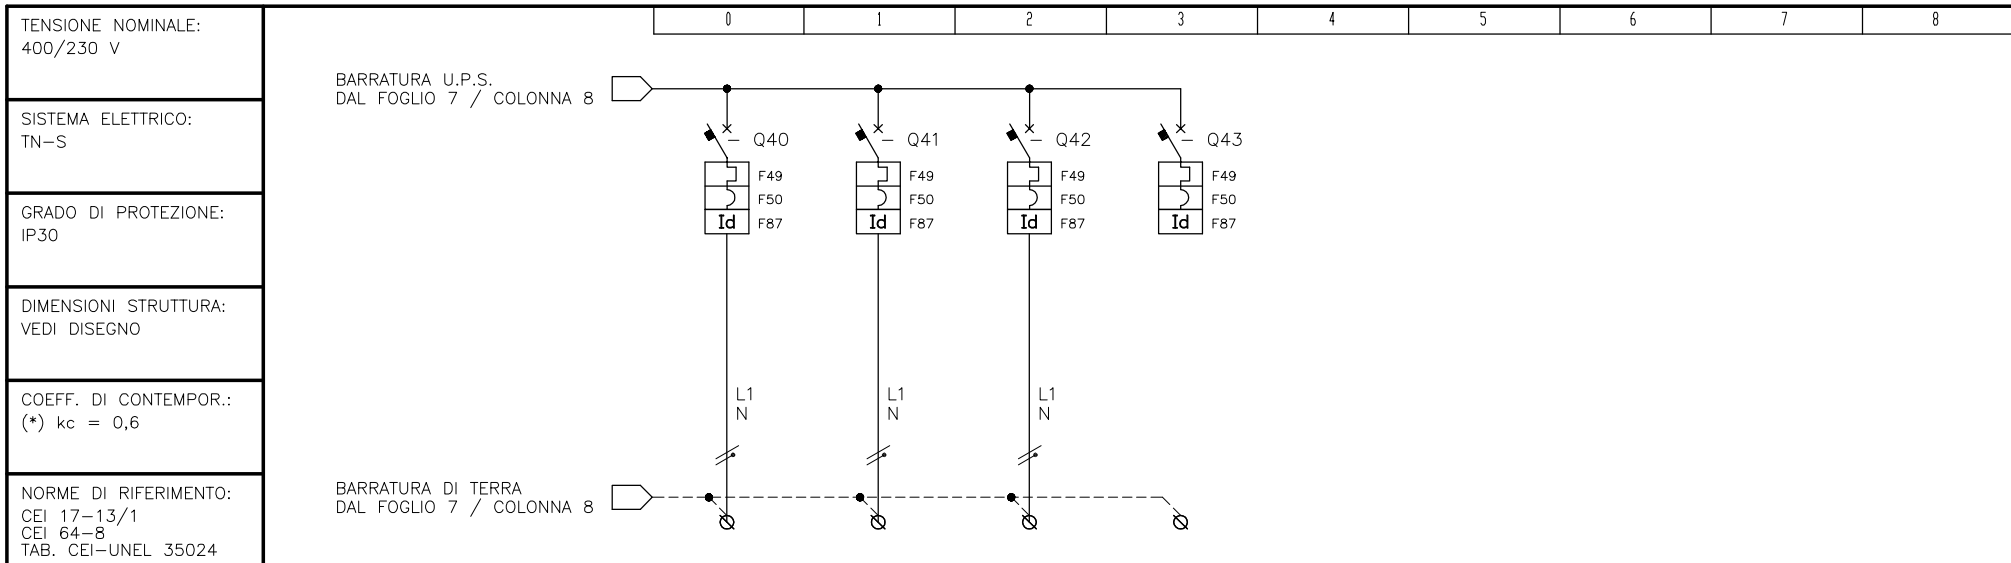 TENSIONE NOMINALE:
400/230 V
SISTEMA ELETTRICO:
TN-S
GRADO DI PROTEZIONE:
IP30
DIMENSIONI STRUTTURA:
VEDI DISEGNO
COEFF. DI CONTEMPOR.:
(*) kc = 0,6
NORME DI RIFERIMENTO:
CEI 17-13/1
CEI 64-8
TAB. CEI-UNEL 35024
0 1 2 3 4 5 6 7 8
BARRATURA U.P.S.
DAL FOGLIO 7 / COLONNA 8
Q40 Q41 Q42 Q43
F49 F49 F49 F49
F50 F50 F50 F50
Id F87 Id F87 Id F87 Id F87
L1 L1 L1
N N N
BARRATURA DI TERRA
DAL FOGLIO 7 / COLONNA 8